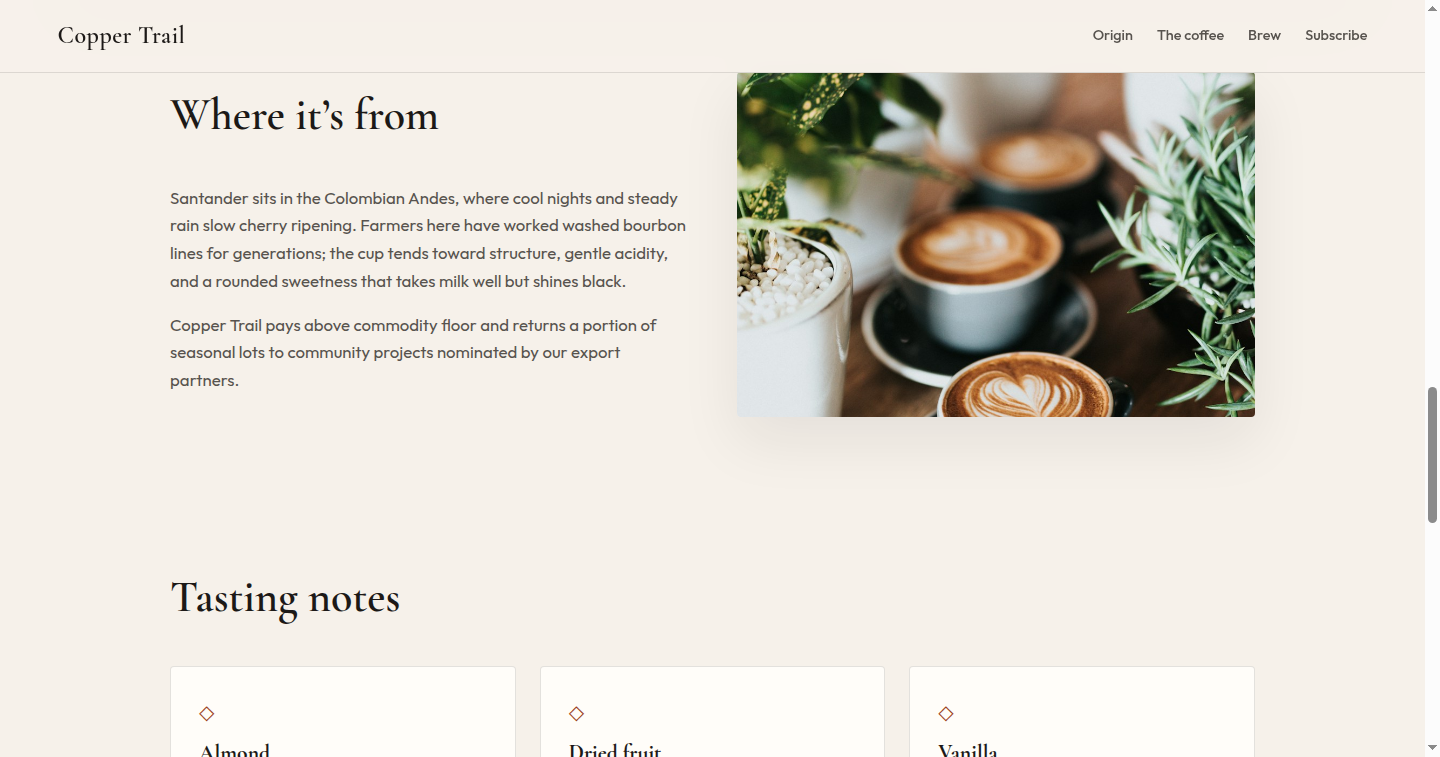 Copper Trail
Origin
The coffee
Brew
Subscribe
Where it’s from
Santander sits in the Colombian Andes, where cool nights and steady
rain slow cherry ripening. Farmers here have worked washed bourbon
lines for generations; the cup tends toward structure, gentle acidity,
and a rounded sweetness that takes milk well but shines black.
Copper Trail pays above commodity floor and returns a portion of
seasonal lots to community projects nominated by our export
partners.
Tasting notes
Almond
Dried fruit
Vanilla